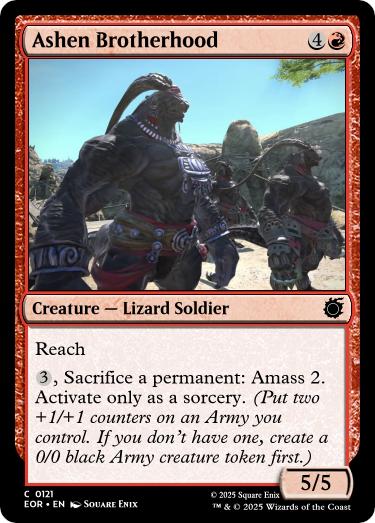 Ashen Brotherhood 4
Creature — Lizard Soldier
Reach
3, Sacrifice a permanent: Amass 2.
Activate only as a sorcery. (Put two
+1/+1 counters on an Army you
control. If you don't have one, create a
0/0 black Army creature token first.)
5/5
C 0121
EOR • EN Square Enix
© 2025 Square Enix
™ & © 2025 Wizards of the Coast